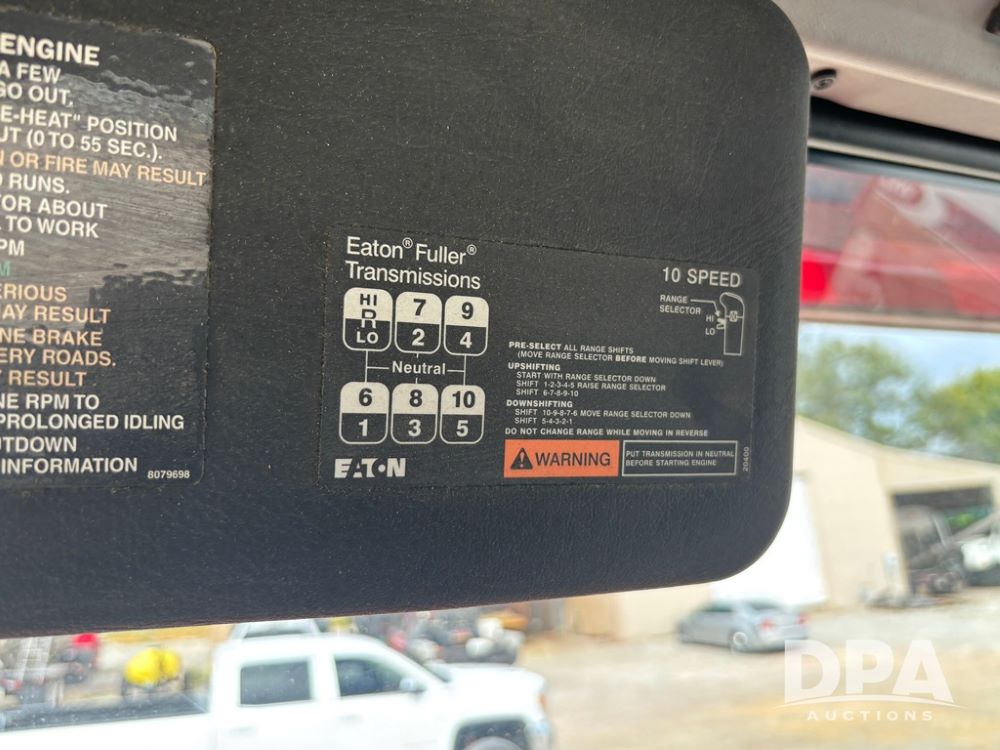 ENGINE
A FEW
GO OUT,
E-HEAT" POSITION
UT (0 TO 55 SEC.).
N OR FIRE MAY RESULT
RUNS.
OR ABOUT
TO WORK
PM
M
ERIOUS
MAY RESULT
NE BRAKE
ERY ROADS.
RESULT
NE RPM TO
PROLONGED IDLING
UTDOWN
INFORMATION
8079698
Eaton® Fuller®
Transmissions
10 SPEED
HI
R
LO
7
2
9
4
Neutral
6
1
8
3
10
5
EATON
RANGE
SELECTOR
HI
LO
PRE-SELECT ALL RANGE SHIFTS
(MOVE RANGE SELECTOR BEFORE MOVING SHIFT LEVER)
UPSHIFTING
START WITH RANGE SELECTOR DOWN
SHIFT 1-2-3-4-5 RAISE RANGE SELECTOR
SHIFT 6-7-8-9-10
DOWNSHIFTING
SHIFT 10-9-8-7-6 MOVE RANGE SELECTOR DOWN
SHIFT 5-4-3-2-1
DO NOT CHANGE RANGE WHILE MOVING IN REVERSE
WARNING
PUT TRANSMISSION IN NEUTRAL
BEFORE STARTING ENGINE
20400
DPA
AUCTIONS